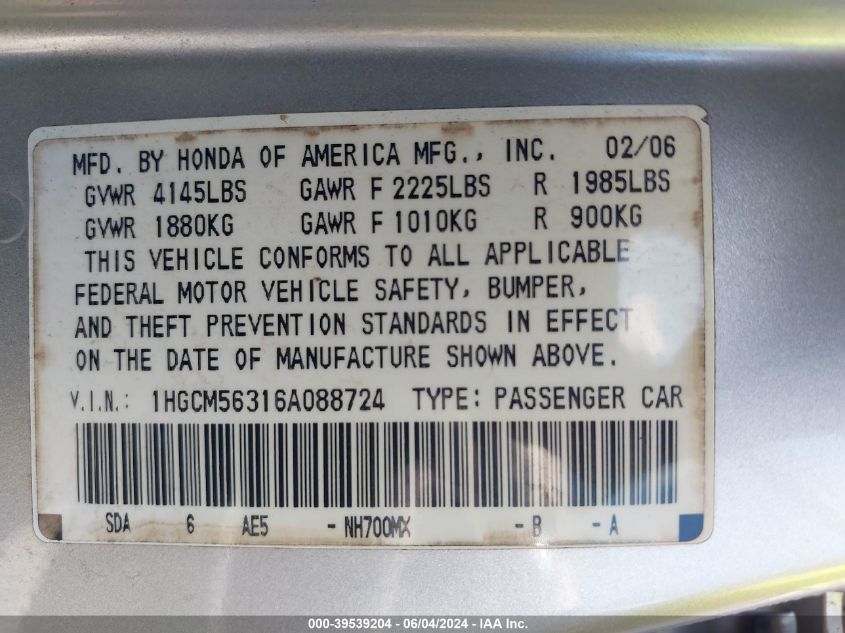 MFD. BY HONDA OF AMERICA MFG., INC. 02/06
GVWR 4145LBS GAWR F 2225LBS R 1985LBS
GVWR 1880KG GAWR F 1010KG R 900KG
THIS VEHICLE CONFORMS TO ALL APPLICABLE
FEDERAL MOTOR VEHICLE SAFETY, BUMPER,
AND THEFT PREVENTION STANDARDS IN EFFECT
ON THE DATE OF MANUFACTURE SHOWN ABOVE.
V.I.N.: 1HGCM56316A088724 TYPE: PASSENGER CAR
SDA 6 AE5 - NH700MX - B - A
000-39539204 - 06/04/2024 - IAA Inc.